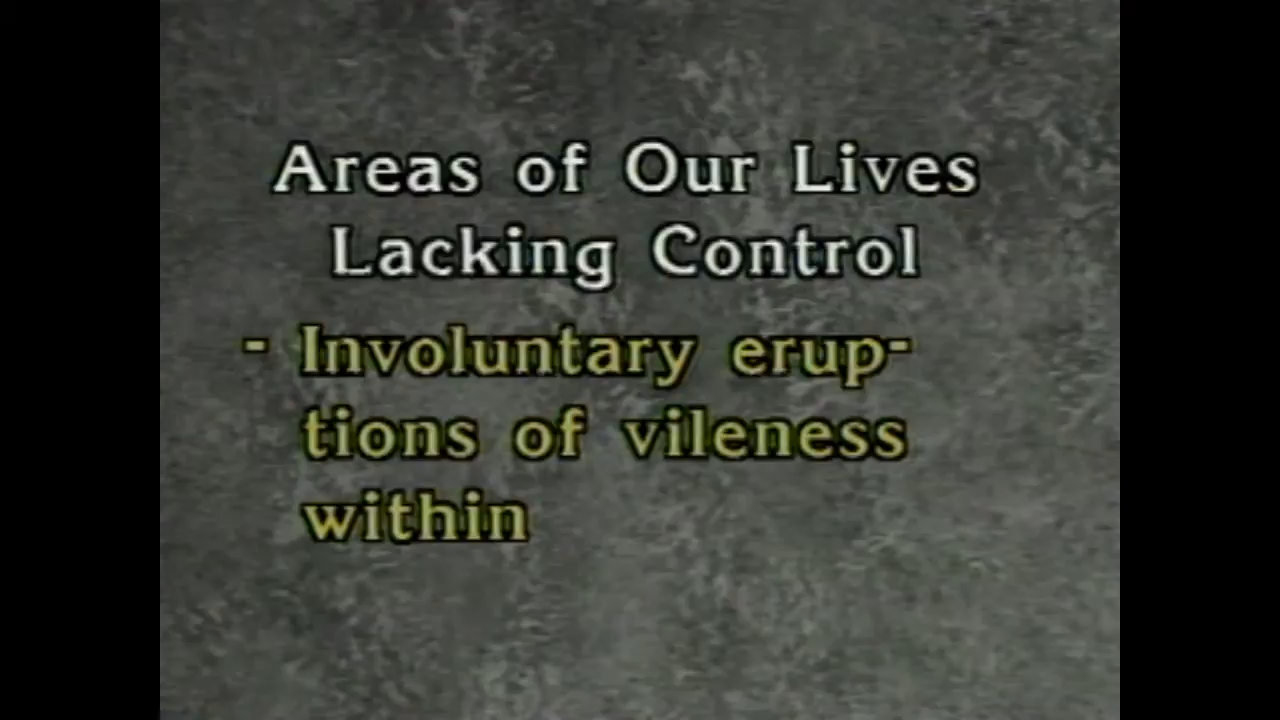 Areas of Our Lives
Lacking Control
- Involuntary erup-
tions of vileness
within